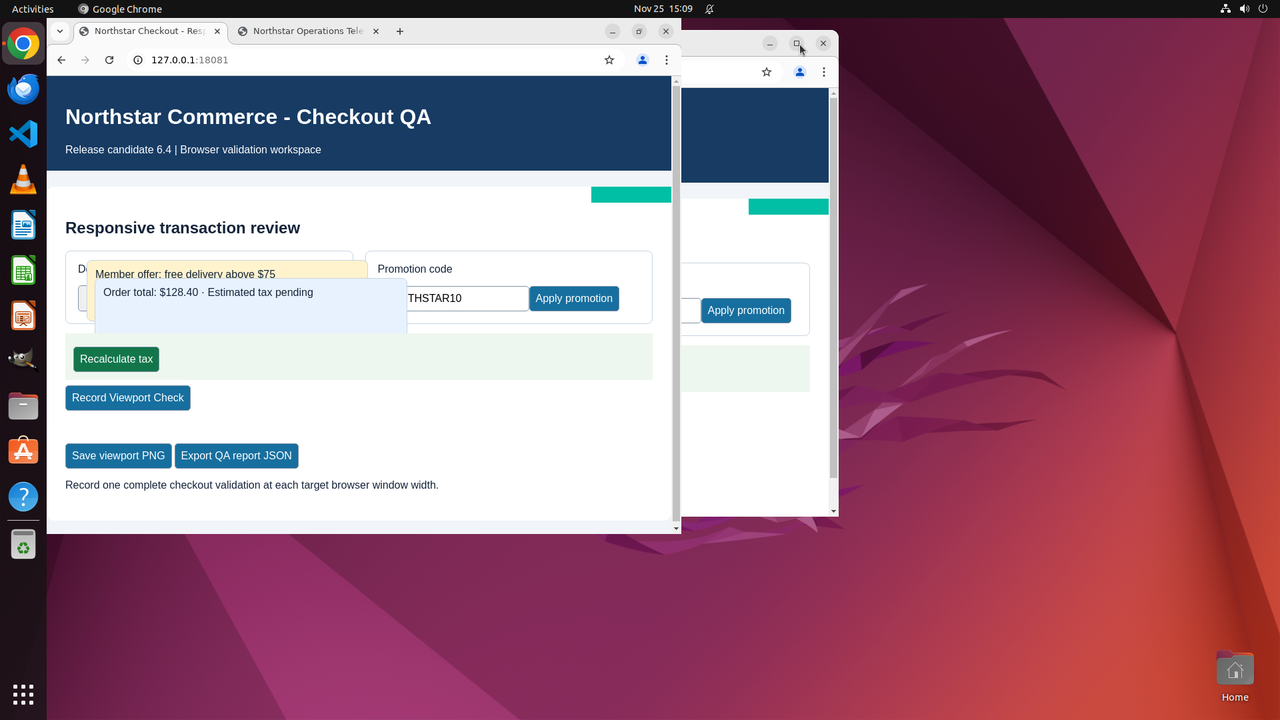 Activities
Google Chrome
Nov 25 15:09
Northstar Checkout - Res
Northstar Operations Tele
127.0.0.1:18081
Northstar Commerce - Checkout QA
Release candidate 6.4 | Browser validation workspace
Responsive transaction review
Member offer: free delivery above $75
Order total: $128.40 · Estimated tax pending
Promotion code
THSTAR10
Apply promotion
Apply promotion
Recalculate tax
Record Viewport Check
Save viewport PNG
Export QA report JSON
Record one complete checkout validation at each target browser window width.
Home